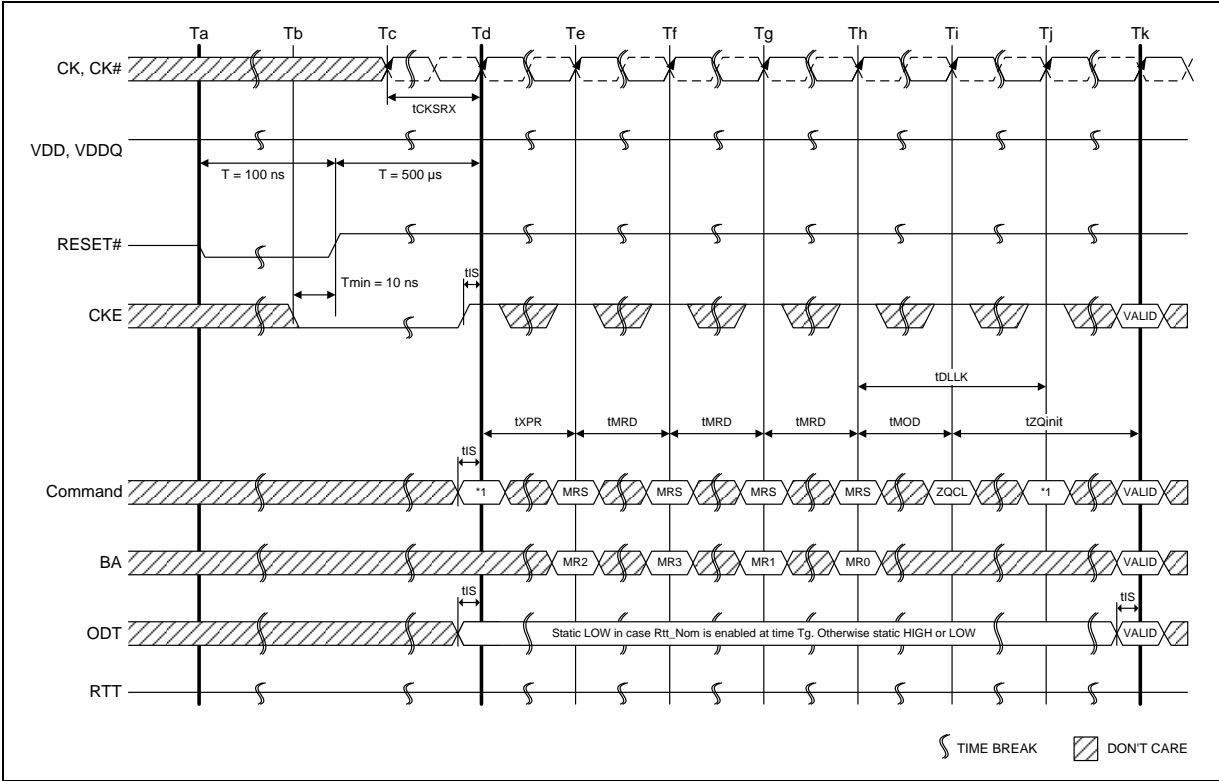 Ta Tb Tc Td Te Tf Tg Th Ti Tj Tk
CK, CK#
tCKSRX
VDD, VDDQ
T = 100 ns T = 500 µs
RESET#
tIS
Tmin = 10 ns
CKE
VALID
tDLLK
tXPR tMRD tMRD tMRD tMOD tZQinit
tIS
Command *1 MRS MRS MRS MRS ZQCL *1 VALID
BA MR2 MR3 MR1 MR0 VALID
tIS tIS
ODT Static LOW in case Rtt_Nom is enabled at time Tg. Otherwise static HIGH or LOW VALID
RTT
TIME BREAK DON'T CARE